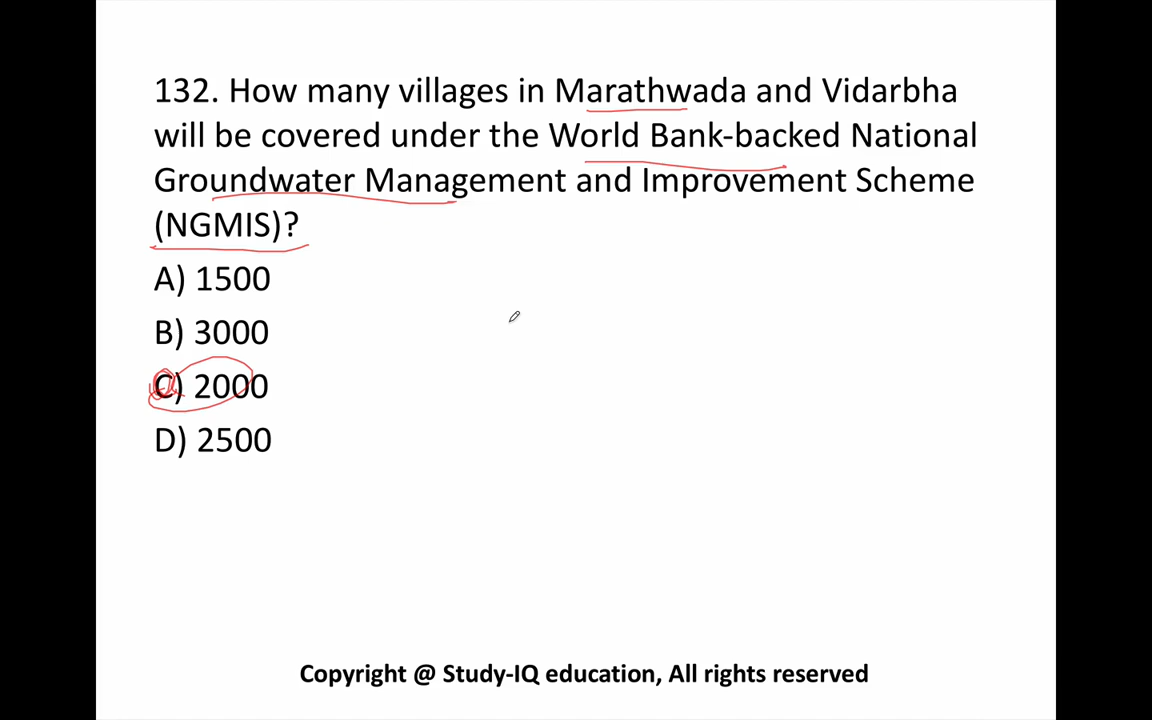 132. How many villages in Marathwada and Vidarbha
will be covered under the World Bank-backed National
Groundwater Management and Improvement Scheme
(NGMIS)?
A) 1500
B) 3000
C) 2000
D) 2500
Copyright @ Study-IQ education, All rights reserved